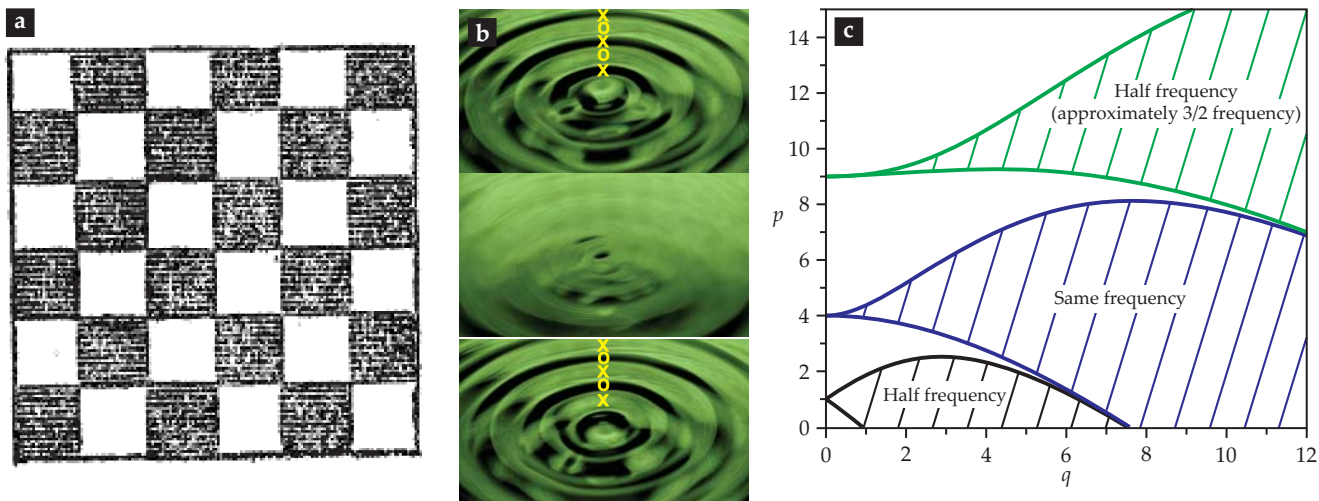 a
b
X
O
X
O
X
X
O
X
O
X
c
14
12
10
8
6
4
2
0
p
Half frequency
(approximately 3/2 frequency)
Same frequency
Half frequency
0 2 4 6 8 10 12
q